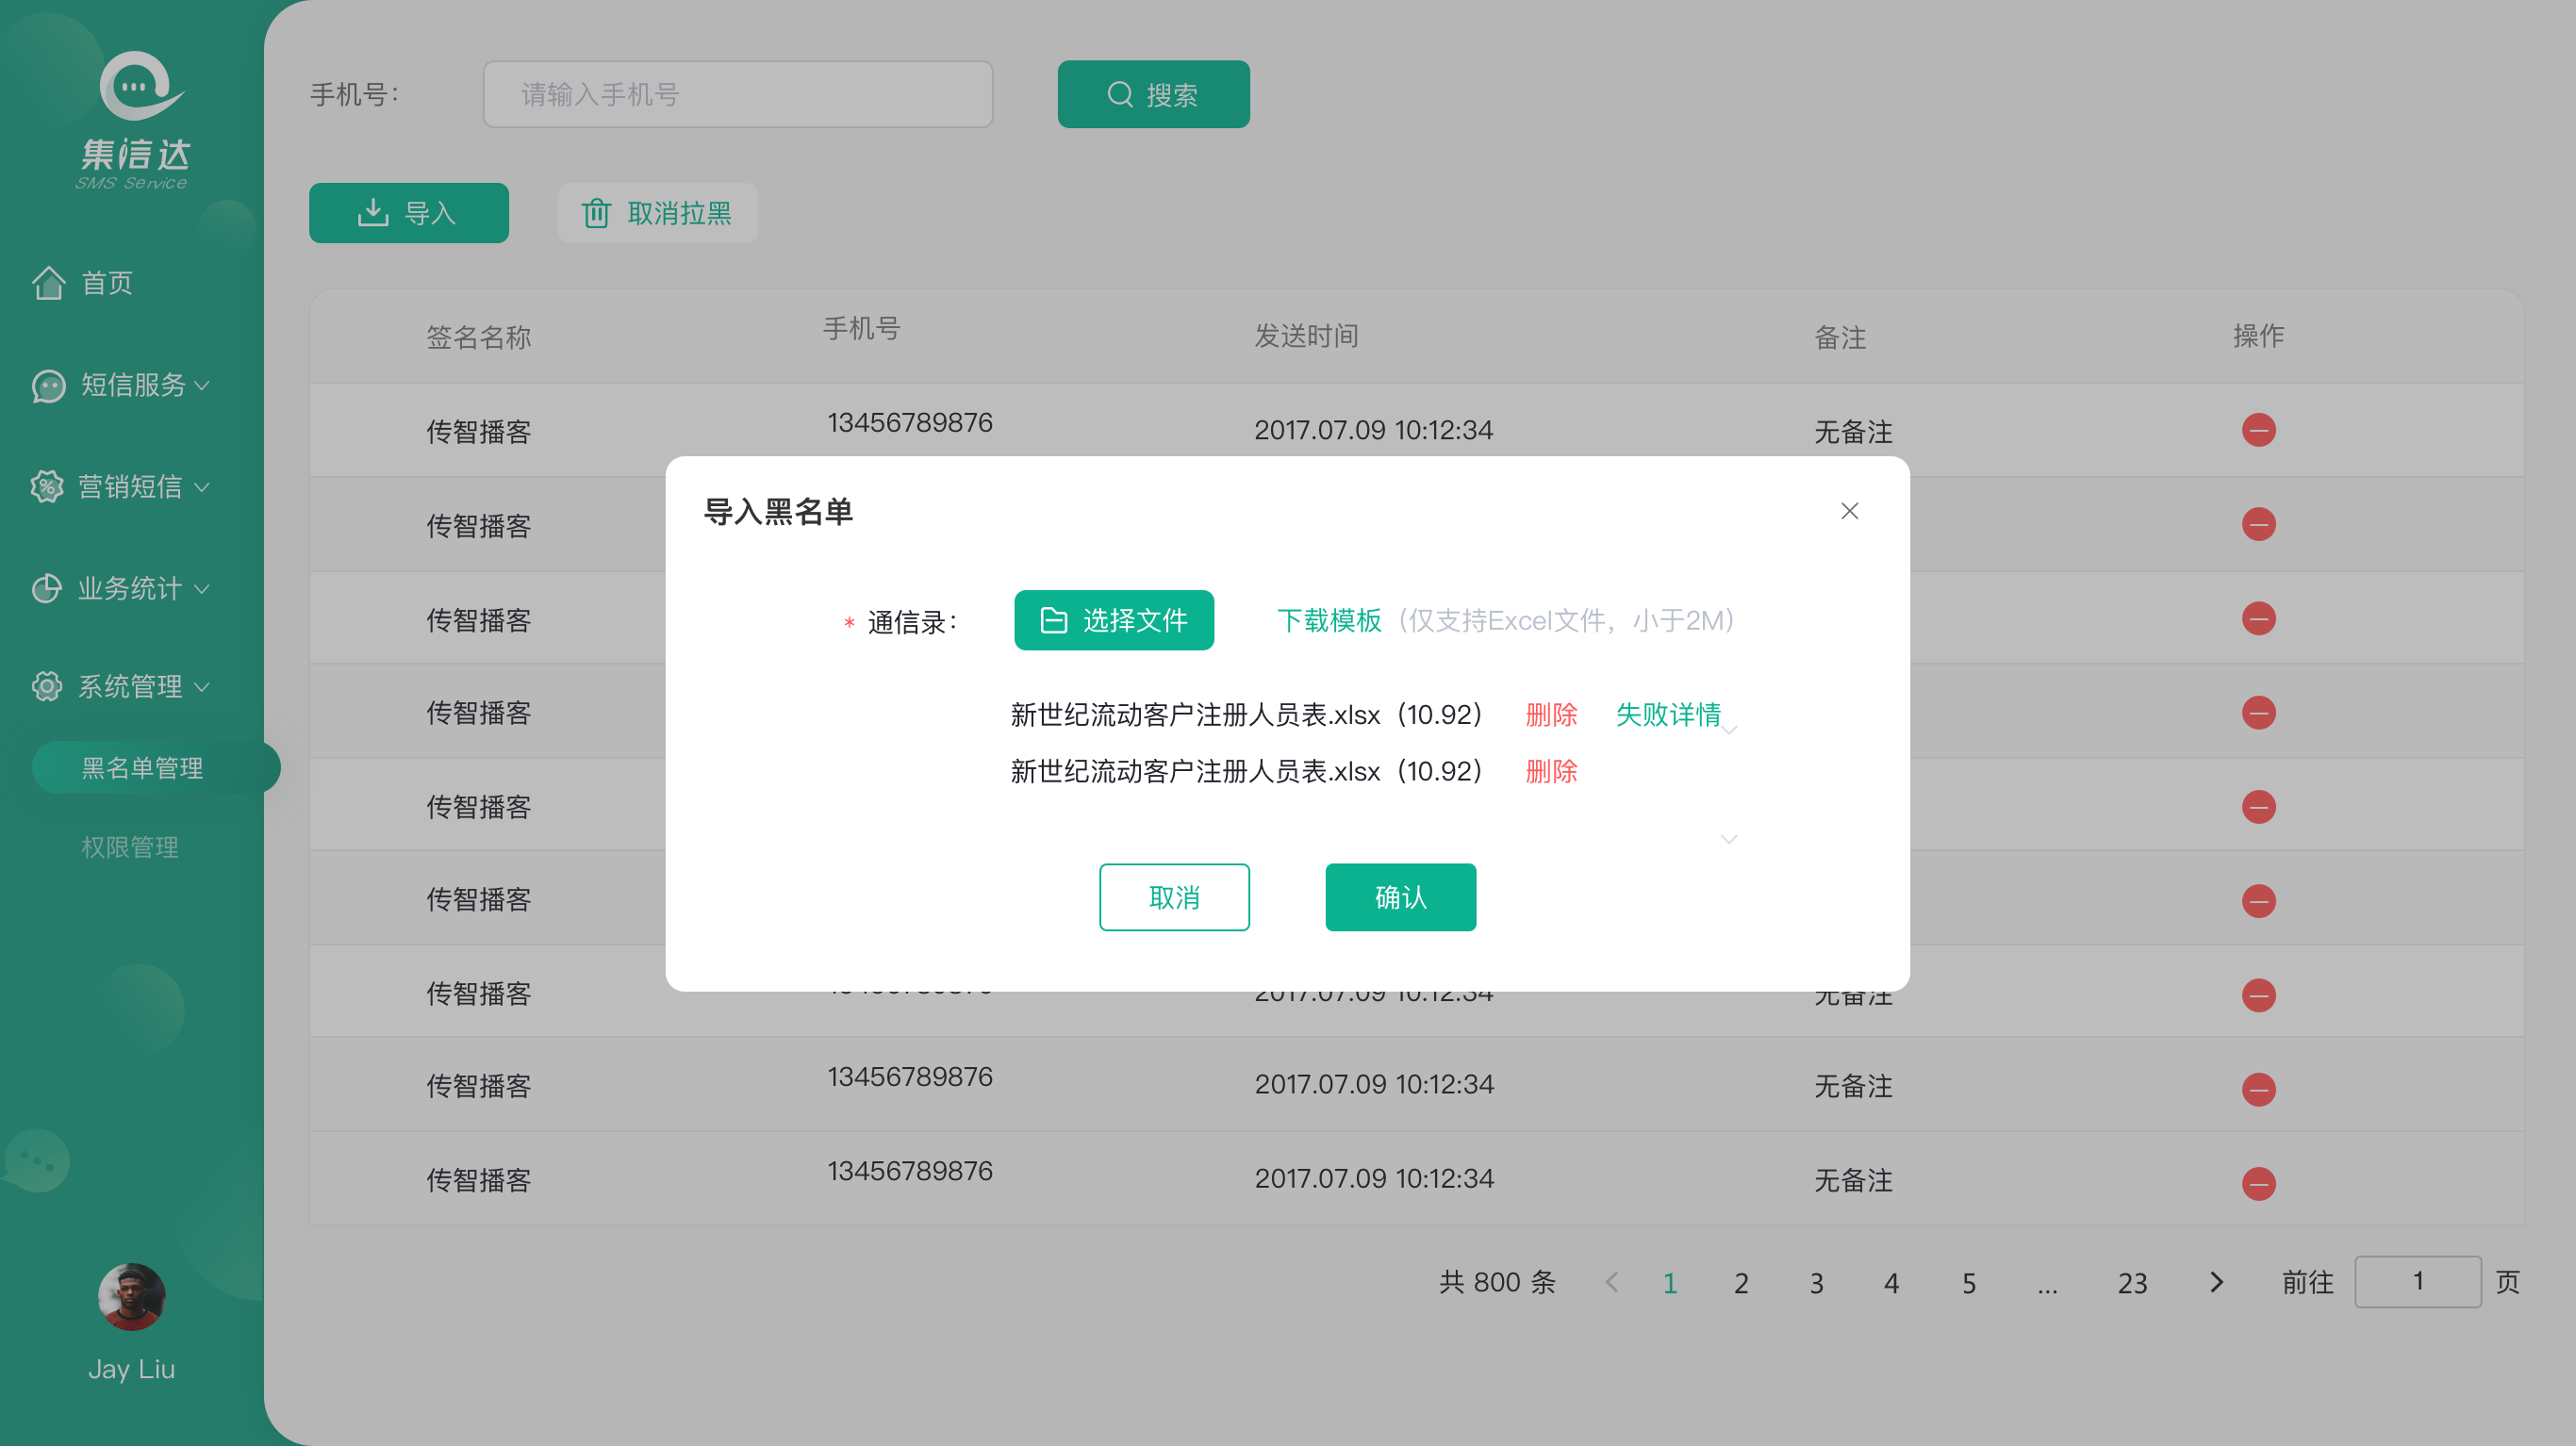 集信达
SMS Service
首页
短信服务
营销短信
业务统计
系统管理
黑名单管理
权限管理
Jay Liu
手机号： 请输入手机号 搜索
导入 取消拉黑
签名名称 手机号 发送时间 备注 操作
传智播客 13456789876 2017.07.09 10:12:34 无备注
传智播客
传智播客
传智播客
传智播客
传智播客
传智播客 2017.07.09 10:12:34 无备注
传智播客 13456789876 2017.07.09 10:12:34 无备注
传智播客 13456789876 2017.07.09 10:12:34 无备注
共 800 条 1 2 3 4 5 ... 23 前往 1 页
导入黑名单
* 通信录： 选择文件 下载模板（仅支持Excel文件，小于2M）
新世纪流动客户注册人员表.xlsx（10.92） 删除 失败详情
新世纪流动客户注册人员表.xlsx（10.92） 删除
取消 确认